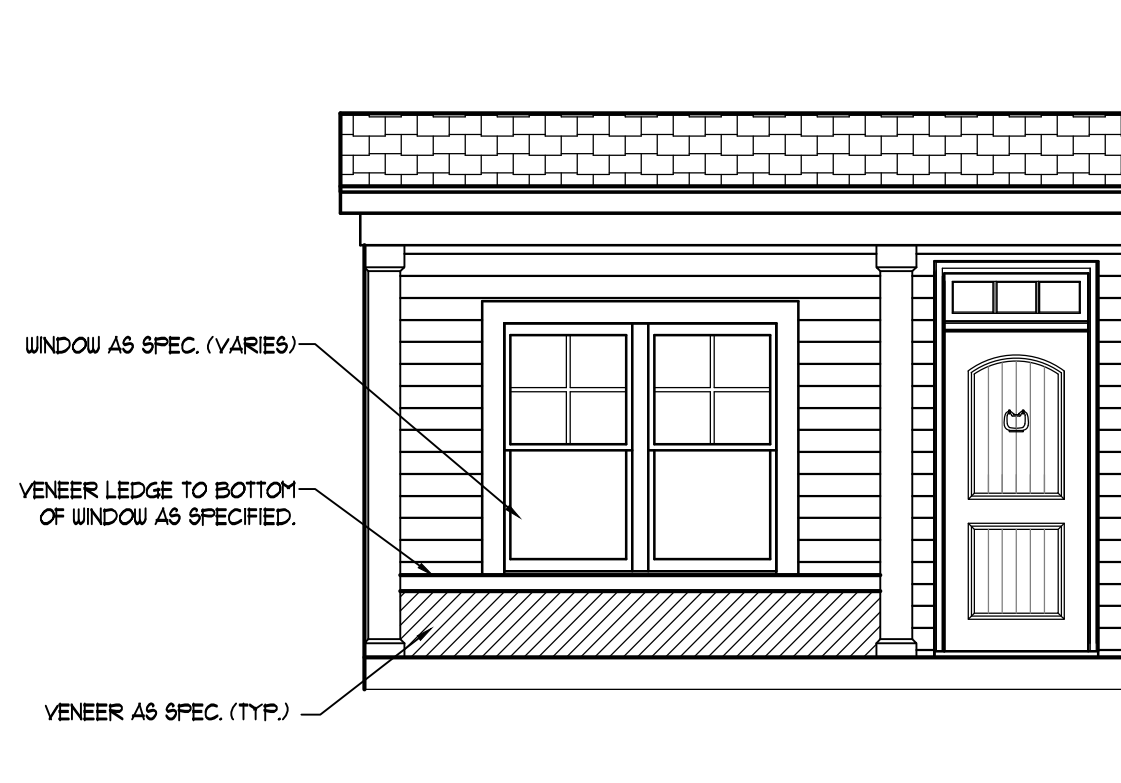 WINDOW AS SPEC. (VARIES)
VENEER LEDGE TO BOTTOM
OF WINDOW AS SPECIFIED.
VENEER AS SPEC. (TYP.)